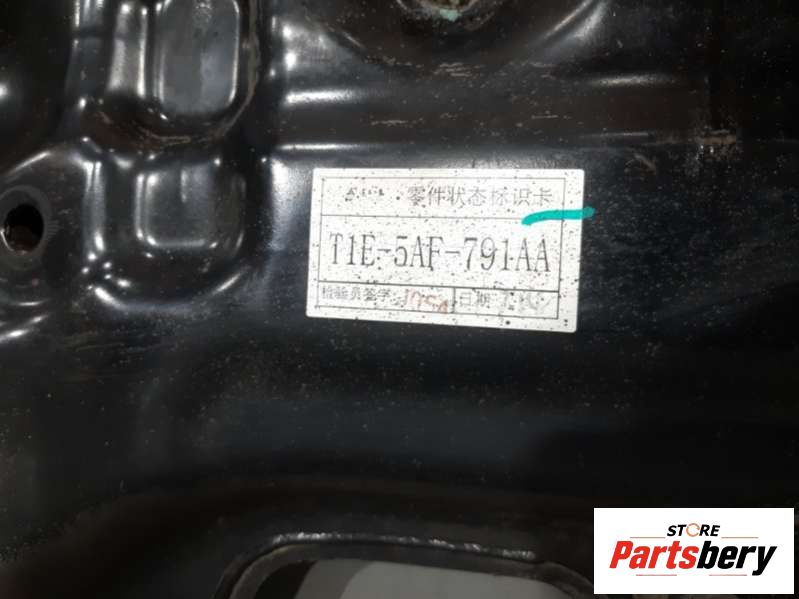 零件状态标识卡
T1E-5AF-791AA
检验员签字: 日期
STORE
Partsbery